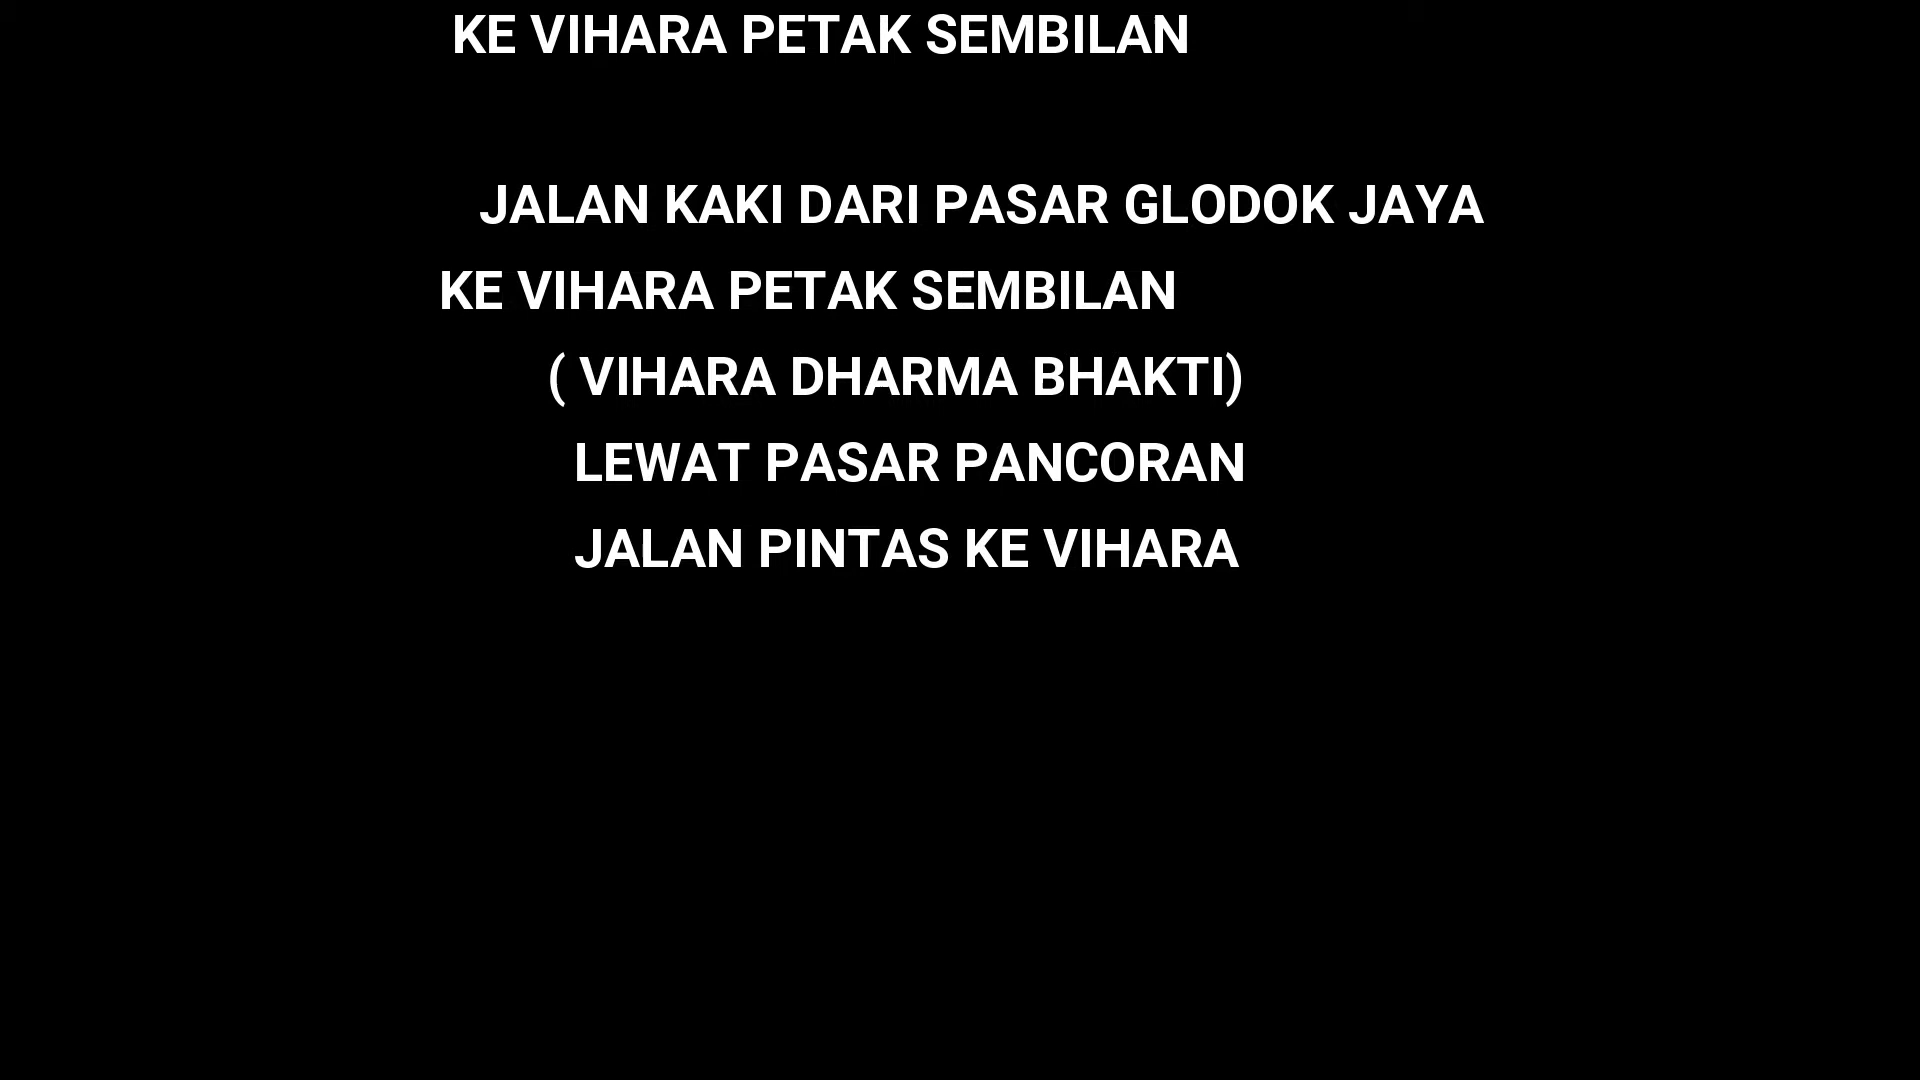 KE VIHARA PETAK SEMBILAN
JALAN KAKI DARI PASAR GLODOK JAYA
KE VIHARA PETAK SEMBILAN
( VIHARA DHARMA BHAKTI)
LEWAT PASAR PANCORAN
JALAN PINTAS KE VIHARA